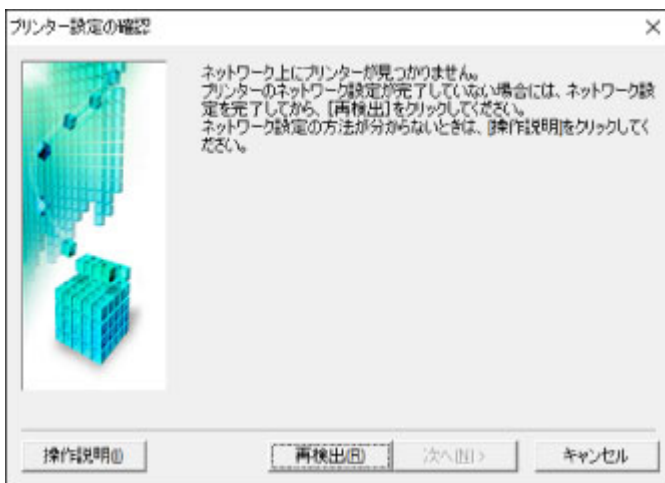 プリンター設定の確認
ネットワーク上にプリンターが見つかりません。
プリンターのネットワーク設定が完了していない場合には、ネットワーク設
定を完了してから、[再検出]をクリックしてください。
ネットワーク設定の方法が分からないときは、[操作説明]をクリックしてく
ださい。
操作説明(I) 再検出(R) 次へ(N) > キャンセル